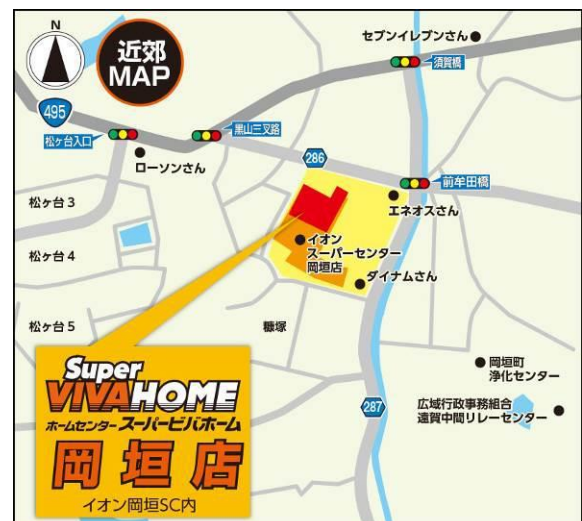 N
近郊
MAP
セブンイレブンさん
須賀橋
495
松ヶ台入口
黒山三叉路
ローソンさん
286
前牟田橋
エネオスさん
松ヶ台3
イオン
スーパーセンター
岡垣店
松ヶ台4
ダイナムさん
松ヶ台5
糠塚
岡垣町
浄化センター
287
広域行政事務組合
遠賀中間リレーセンター
Super
VIVAHOME
ホームセンター スーパービバホーム
岡垣店
イオン岡垣SC内